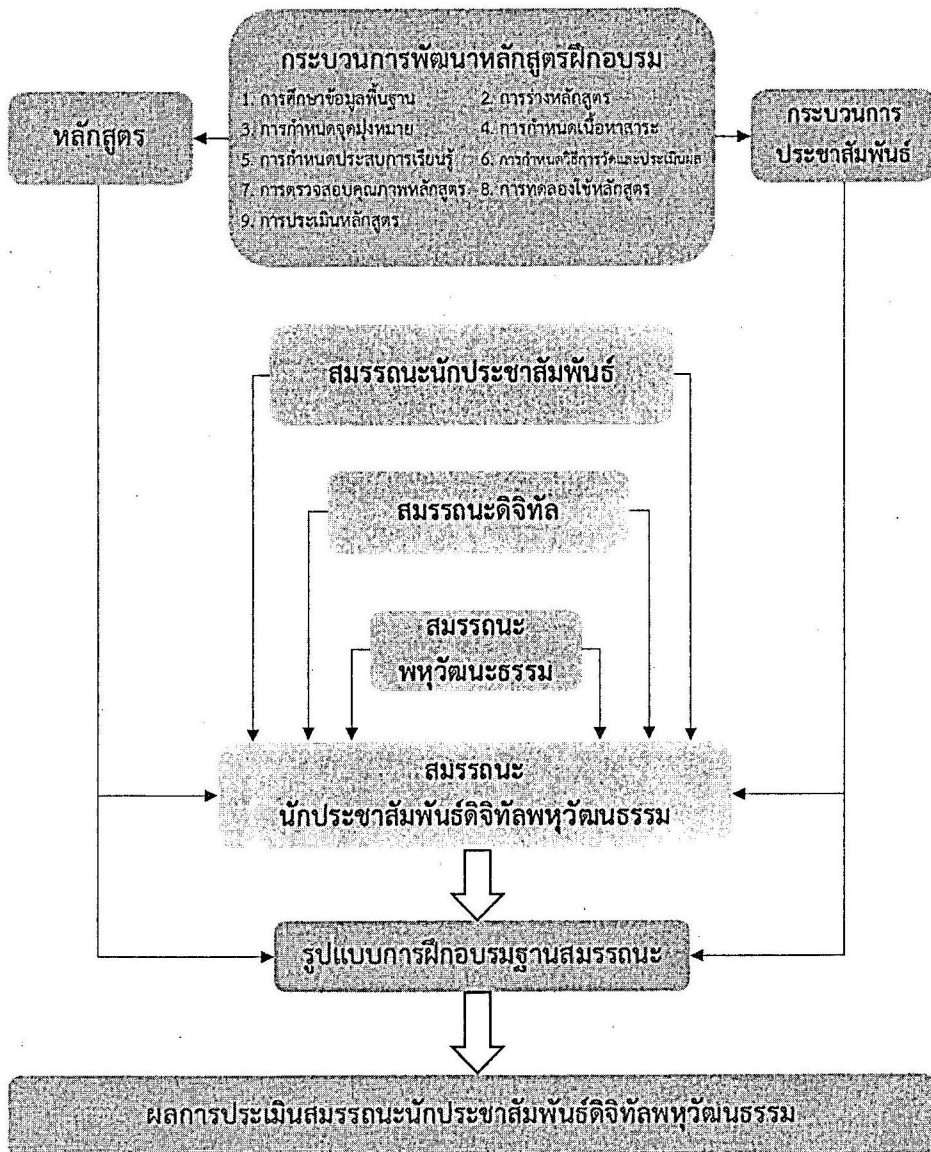 กระบวนการพัฒนาหลักสูตรฝึกอบรม
1. การศึกษาข้อมูลพื้นฐาน 2. การร่างหลักสูตร
3. การกำหนดจุดมุ่งหมาย 4. การกำหนดเนื้อหาสาระ
5. การกำหนดประสบการเรียนรู้ 6. การกำหนดวิธีการวัดและประเมินผล
7. การตรวจสอบคุณภาพหลักสูตร 8. การทดลองใช้หลักสูตร
9. การประเมินหลักสูตร
หลักสูตร
กระบวนการ
ประชาสัมพันธ์
สมรรถนะนักประชาสัมพันธ์
สมรรถนะดิจิทัล
สมรรถนะ
พหุวัฒนะธรรม
สมรรถนะ
นักประชาสัมพันธ์ดิจิทัลพหุวัฒนธรรม
รูปแบบการฝึกอบรมฐานสมรรถนะ
ผลการประเมินสมรรถนะนักประชาสัมพันธ์ดิจิทัลพหุวัฒนธรรม